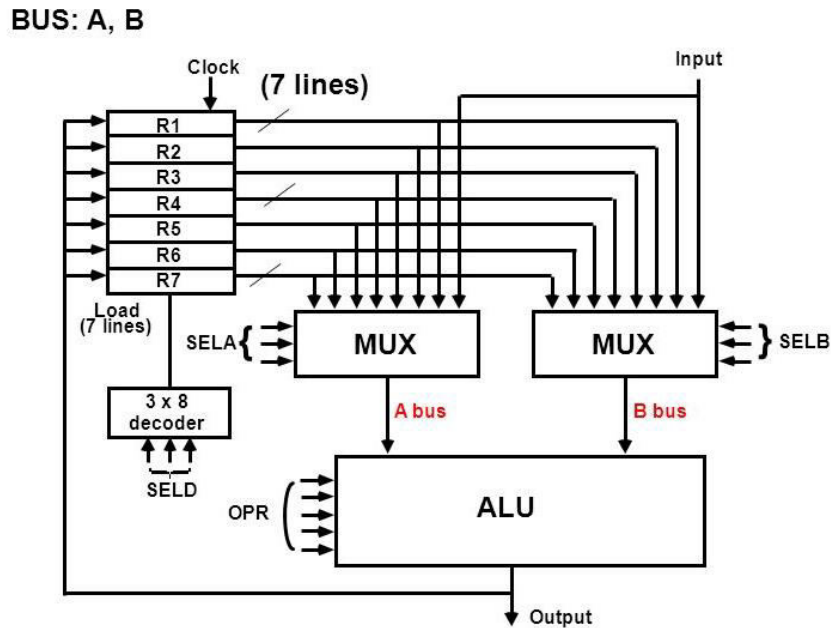 BUS: A, B
Clock
(7 lines)
Input
R1
R2
R3
R4
R5
R6
R7
Load
(7 lines)
SELA
MUX
MUX
SELB
3 x 8
decoder
A bus
B bus
SELD
OPR
ALU
Output